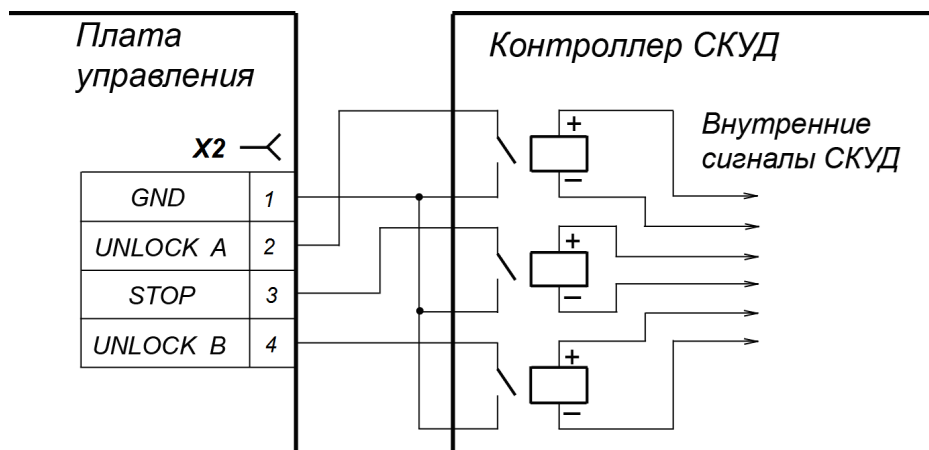 Плата
управления
X2
GND 1
UNLOCK A 2
STOP 3
UNLOCK B 4
Контроллер СКУД
+
−
+
−
+
−
Внутренние
сигналы СКУД